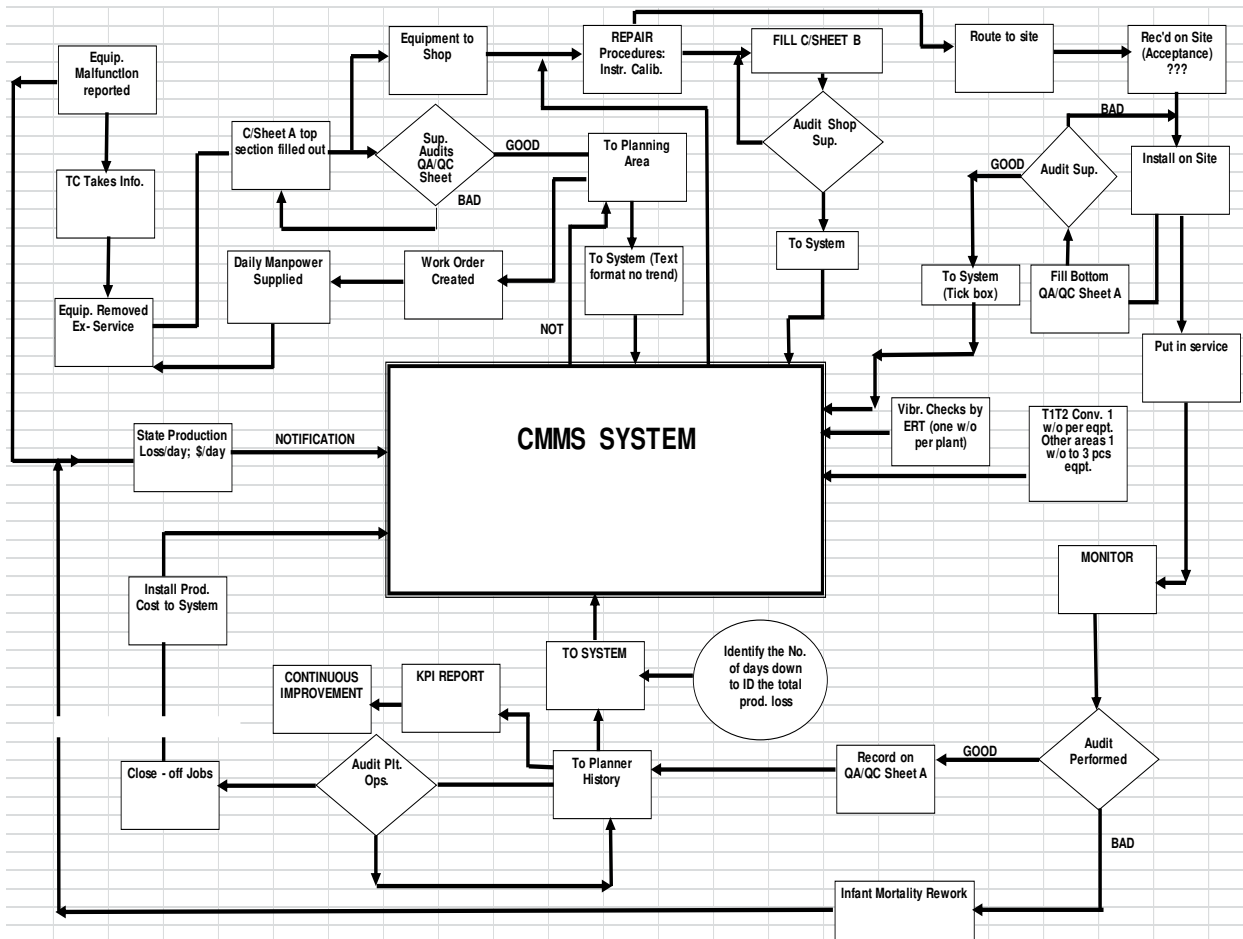 Equip.
Malfunction
reported
Equipment to
Shop
REPAIR
Procedures:
Instr. Calib.
FILL C/SHEET B
Route to site
Rec'd on Site
(Acceptance)
???
TC Takes Info.
C/Sheet A top
section filled out
Sup.
Audits
QA/QC
Sheet
GOOD
BAD
To Planning
Area
Audit Shop
Sup.
BAD
GOOD
Audit Sup.
Install on Site
Equip. Removed
Ex- Service
Daily Manpower
Supplied
Work Order
Created
To System (Text
format no trend)
NOT
To System
To System
(Tick box)
Fill Bottom
QA/QC Sheet A
Put in service
State Production
Loss/day; $/day
NOTIFICATION
CMMS SYSTEM
Vibr. Checks by
ERT (one w/o
per plant)
T1T2 Conv. 1
w/o per eqpt.
Other areas 1
w/o to 3 pcs
eqpt.
Install Prod.
Cost to System
MONITOR
TO SYSTEM
Identify the No.
of days down
to ID the total
prod. loss
CONTINUOUS
IMPROVEMENT
KPI REPORT
Close - off Jobs
Audit Plt.
Ops.
To Planner
History
Record on
QA/QC Sheet A
GOOD
Audit
Performed
BAD
Infant Mortality Rework